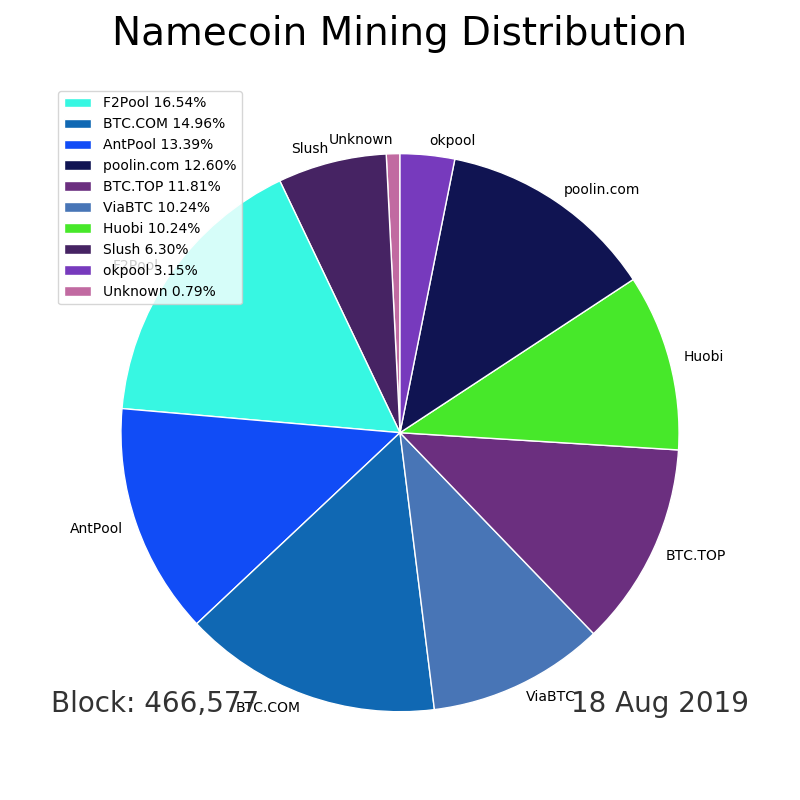 Namecoin Mining Distribution
F2Pool 16.54%
BTC.COM 14.96%
AntPool 13.39%
poolin.com 12.60%
BTC.TOP 11.81%
ViaBTC 10.24%
Huobi 10.24%
Slush 6.30%
okpool 3.15%
Unknown 0.79%
Slush
Unknown
okpool
poolin.com
F2Pool
Huobi
AntPool
BTC.TOP
BTC.COM
ViaBTC
Block: 466,577
18 Aug 2019